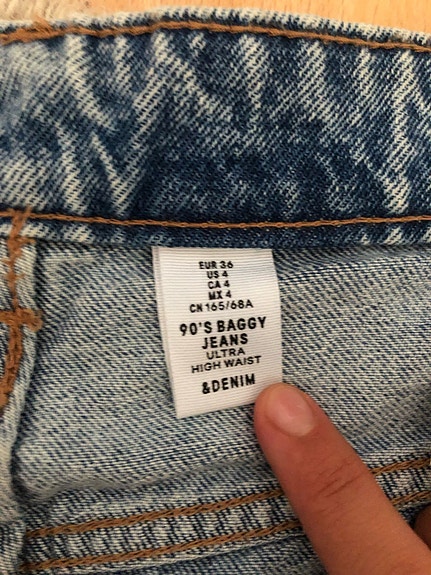 EUR 36
US 4
CA 4
MX 4
CN 165/68A
90'S BAGGY
JEANS
ULTRA
HIGH WAIST
&DENIM